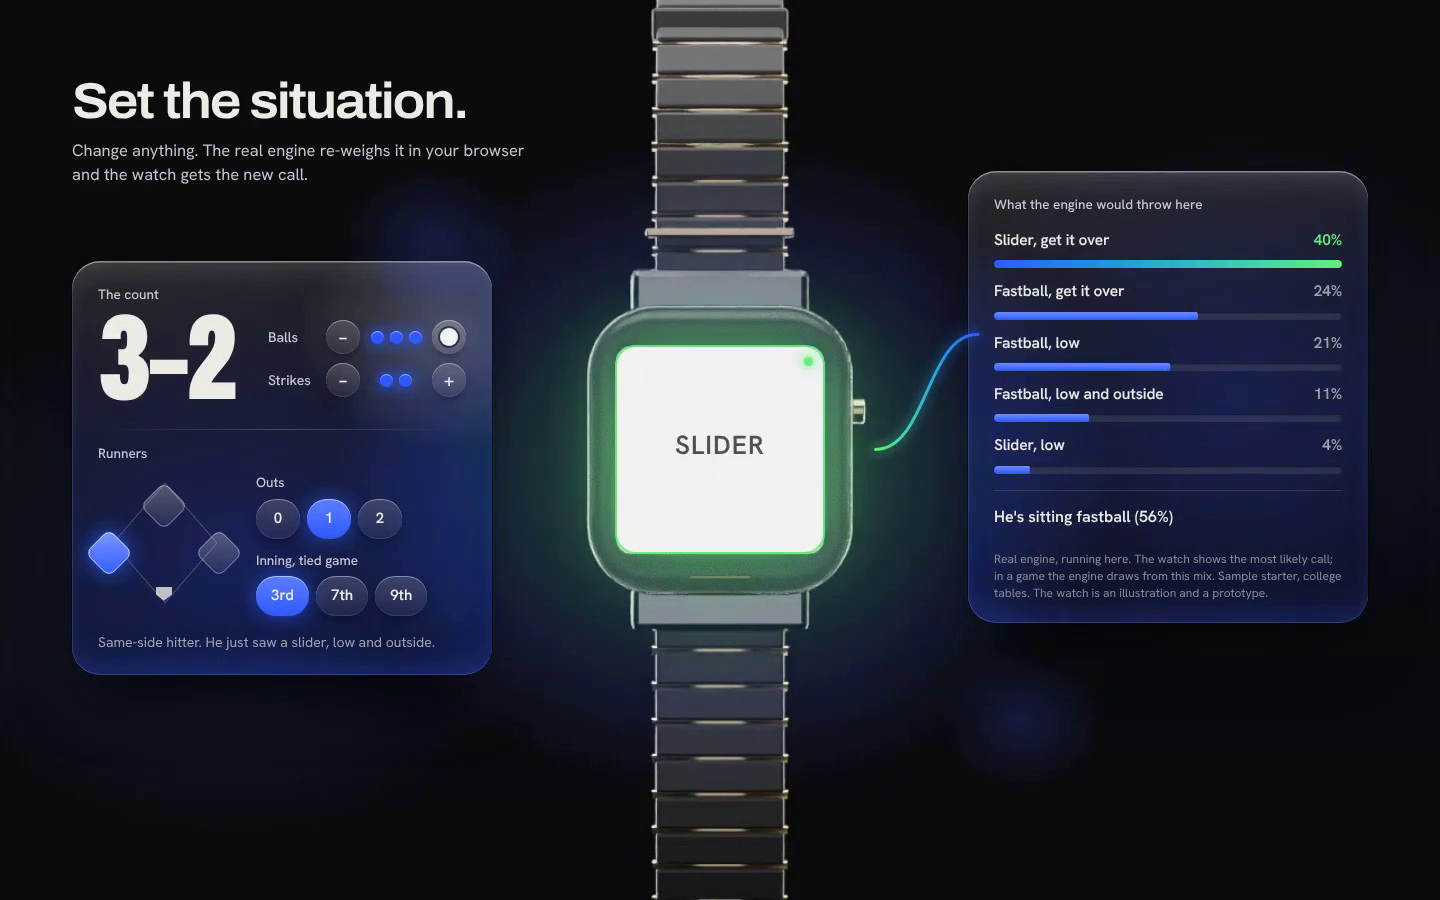 Set the situation.
Change anything. The real engine re-weighs it in your browser
and the watch gets the new call.
The count
3–2
Balls
–
Strikes
–
+
Runners
Outs
0
1
2
Inning, tied game
3rd
7th
9th
Same-side hitter. He just saw a slider, low and outside.
SLIDER
What the engine would throw here
Slider, get it over 40%
Fastball, get it over 24%
Fastball, low 21%
Fastball, low and outside 11%
Slider, low 4%
He's sitting fastball (56%)
Real engine, running here. The watch shows the most likely call;
in a game the engine draws from this mix. Sample starter, college
tables. The watch is an illustration and a prototype.